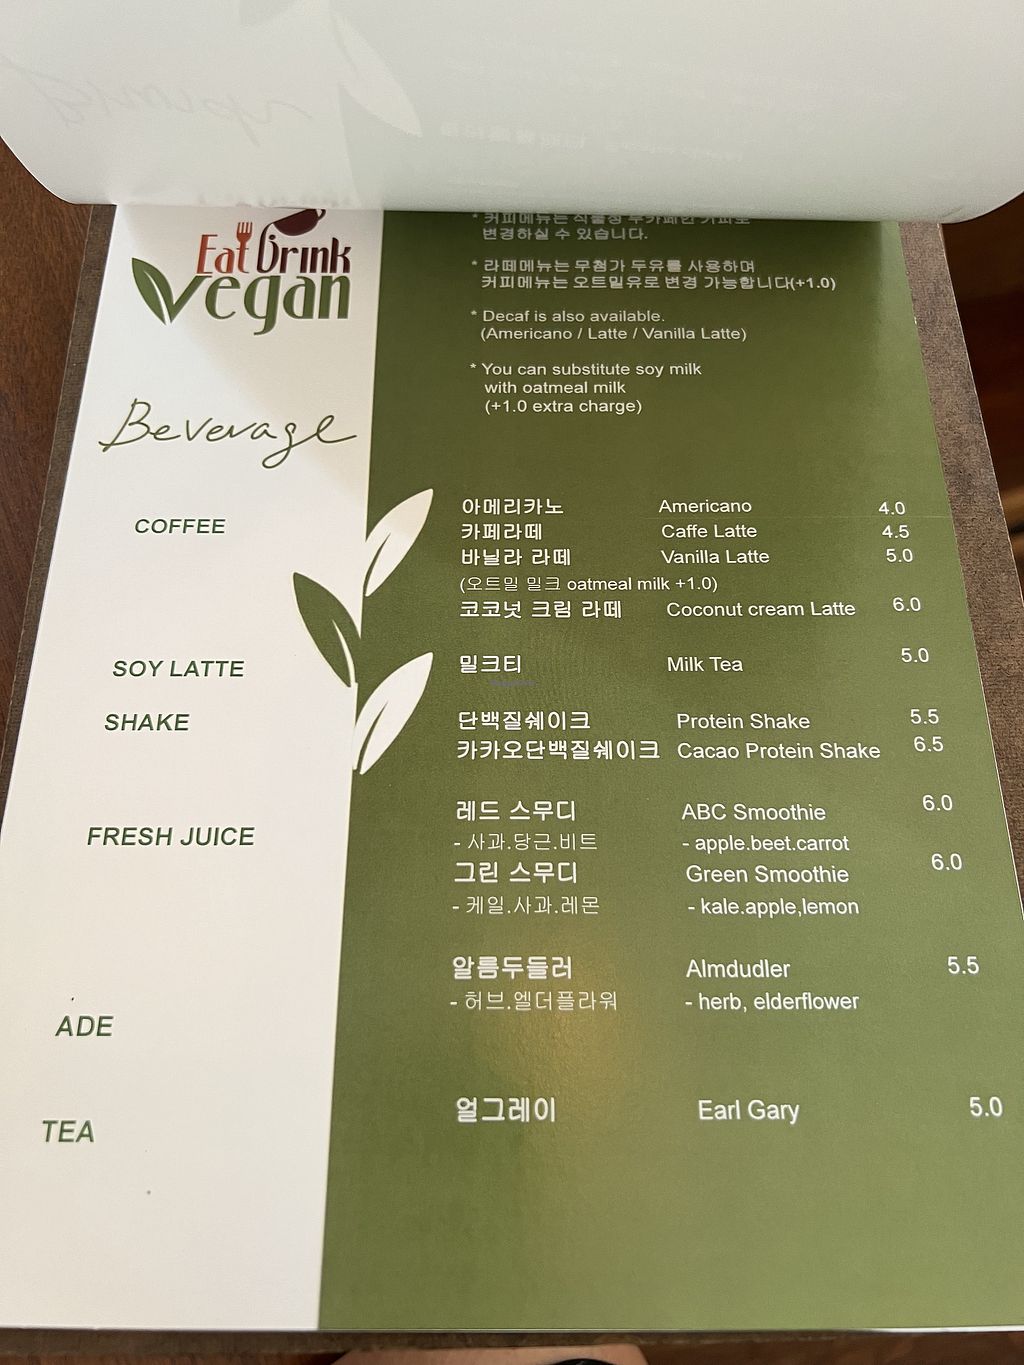 Eat Drink
Vegan
* 커피메뉴는 식물성 디카페인 커피로
변경하실 수 있습니다.
* 라떼메뉴는 무첨가 두유를 사용하며
커피메뉴는 오트밀유로 변경 가능합니다(+1.0)
* Decaf is also available.
(Americano / Latte / Vanilla Latte)
* You can substitute soy milk
with oatmeal milk
(+1.0 extra charge)
Beverage
COFFEE
아메리카노 Americano 4.0
카페라떼 Caffe Latte 4.5
바닐라 라떼 Vanilla Latte 5.0
(오트밀 밀크 oatmeal milk +1.0)
코코넛 크림 라떼 Coconut cream Latte 6.0
SOY LATTE
밀크티 Milk Tea 5.0
SHAKE
단백질쉐이크 Protein Shake 5.5
카카오단백질쉐이크 Cacao Protein Shake 6.5
FRESH JUICE
레드 스무디 ABC Smoothie 6.0
- 사과.당근.비트 - apple.beet.carrot
그린 스무디 Green Smoothie 6.0
- 케일.사과.레몬 - kale.apple,lemon
ADE
알름두들러 Almdudler 5.5
- 허브.엘더플라워 - herb, elderflower
TEA
얼그레이 Earl Gary 5.0